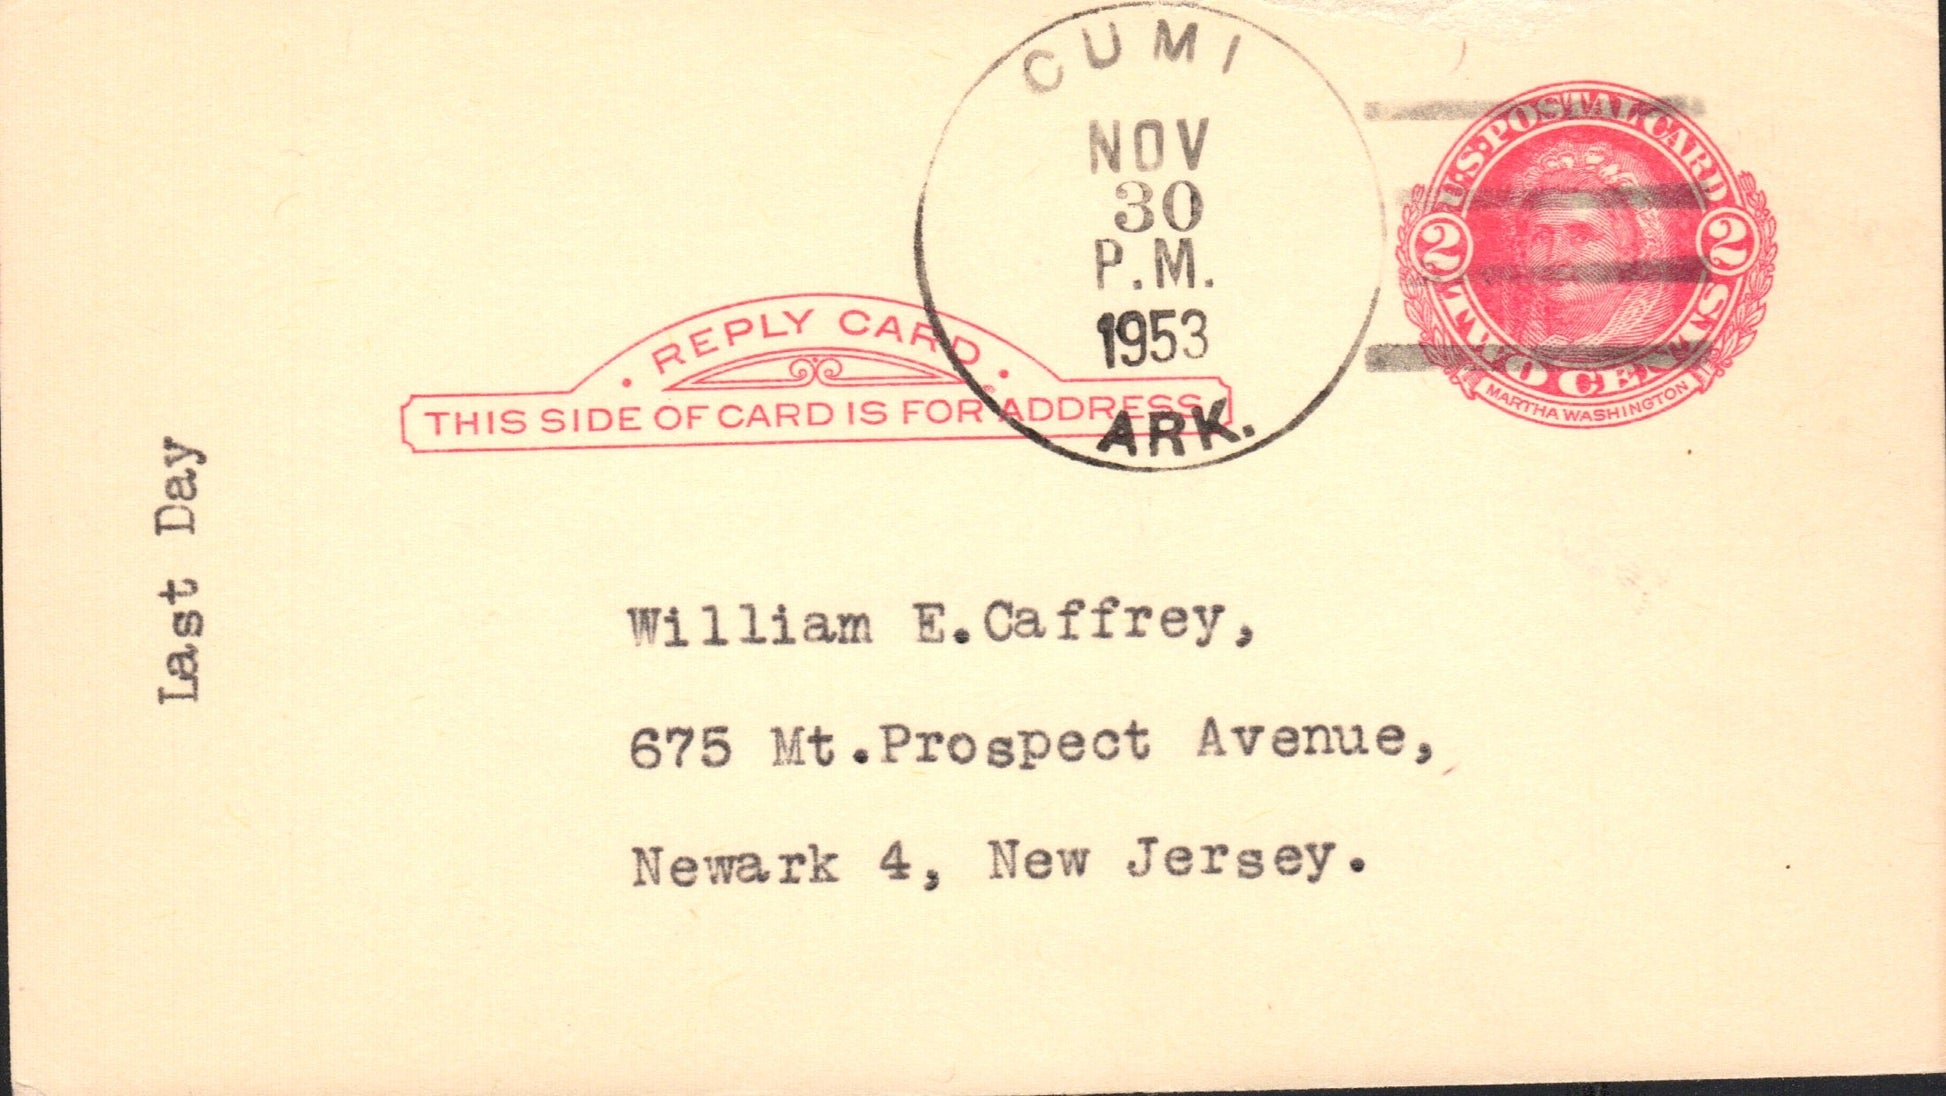 CUMI
NOV
30
P.M.
1953
ARK.
U.S. POSTAL CARD
2 2
TWO CENTS
MARTHA WASHINGTON
· REPLY CARD ·
THIS SIDE OF CARD IS FOR ADDRESS
Last Day
William E.Caffrey,
675 Mt.Prospect Avenue,
Newark 4, New Jersey.